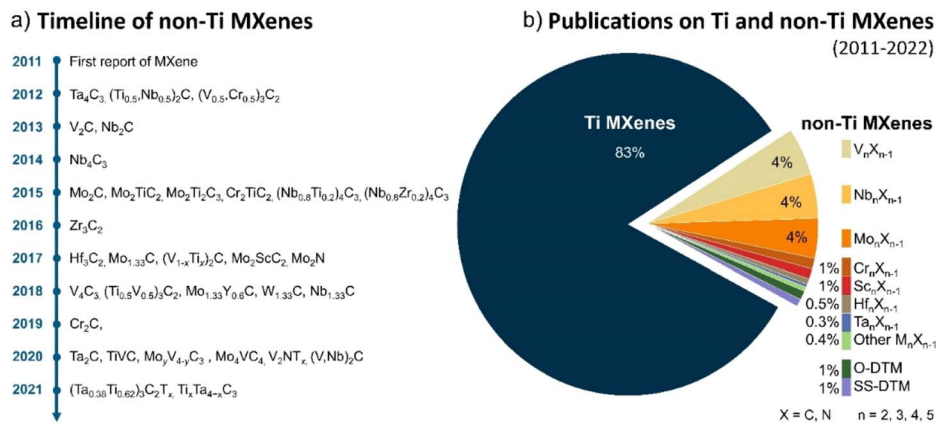 a) Timeline of non-Ti MXenes
2011 First report of MXene
2012 Ta₄C₃, (Ti₀.₅,Nb₀.₅)₂C, (V₀.₅,Cr₀.₅)₃C₂
2013 V₂C, Nb₂C
2014 Nb₄C₃
2015 Mo₂C, Mo₂TiC₂, Mo₂Ti₂C₃, Cr₂TiC₂, (Nb₀.₈Ti₀.₂)₄C₃, (Nb₀.₈Zr₀.₂)₄C₃
2016 Zr₃C₂
2017 Hf₃C₂, Mo₁.₃₃C, (V₁₋ₓTiₓ)₂C, Mo₂ScC₂, Mo₂N
2018 V₄C₃, (Ti₀.₅V₀.₅)₃C₂, Mo₁.₃₃Y₀.₆C, W₁.₃₃C, Nb₁.₃₃C
2019 Cr₂C,
2020 Ta₂C, TiVC, MoᵧV₄₋ᵧC₃ , Mo₄VC₄, V₂NTₓ, (V,Nb)₂C
2021 (Ta₀.₃₈Ti₀.₆₂)₃C₂Tₓ, TiₓTa₄₋ₓC₃
b) Publications on Ti and non-Ti MXenes
(2011-2022)
Ti MXenes
83%
non-Ti MXenes
4% VₙXₙ₋₁
4% NbₙXₙ₋₁
4% MoₙXₙ₋₁
1% CrₙXₙ₋₁
1% ScₙXₙ₋₁
0.5% HfₙXₙ₋₁
0.3% TaₙXₙ₋₁
0.4% Other MₙXₙ₋₁
1% O-DTM
1% SS-DTM
X = C, N n = 2, 3, 4, 5